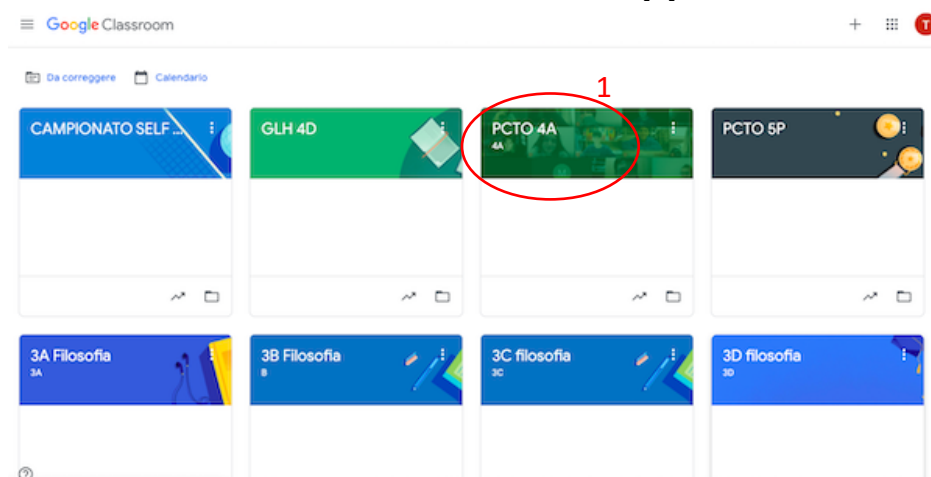 Google Classroom
T
Da correggere Calendario
1
CAMPIONATO SELF ...
GLH 4D
PCTO 4A
4A
PCTO 5P
3A Filosofia
3A
3B Filosofia
B
3C filosofia
3C
3D filosofia
3D